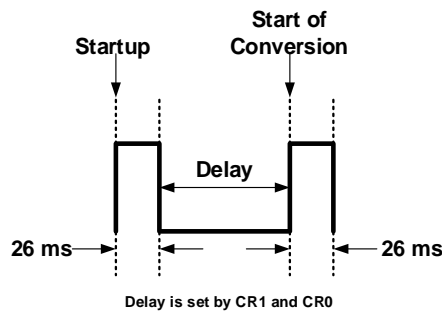 Startup
Start of
Conversion
Delay
26 ms
26 ms
Delay is set by CR1 and CR0